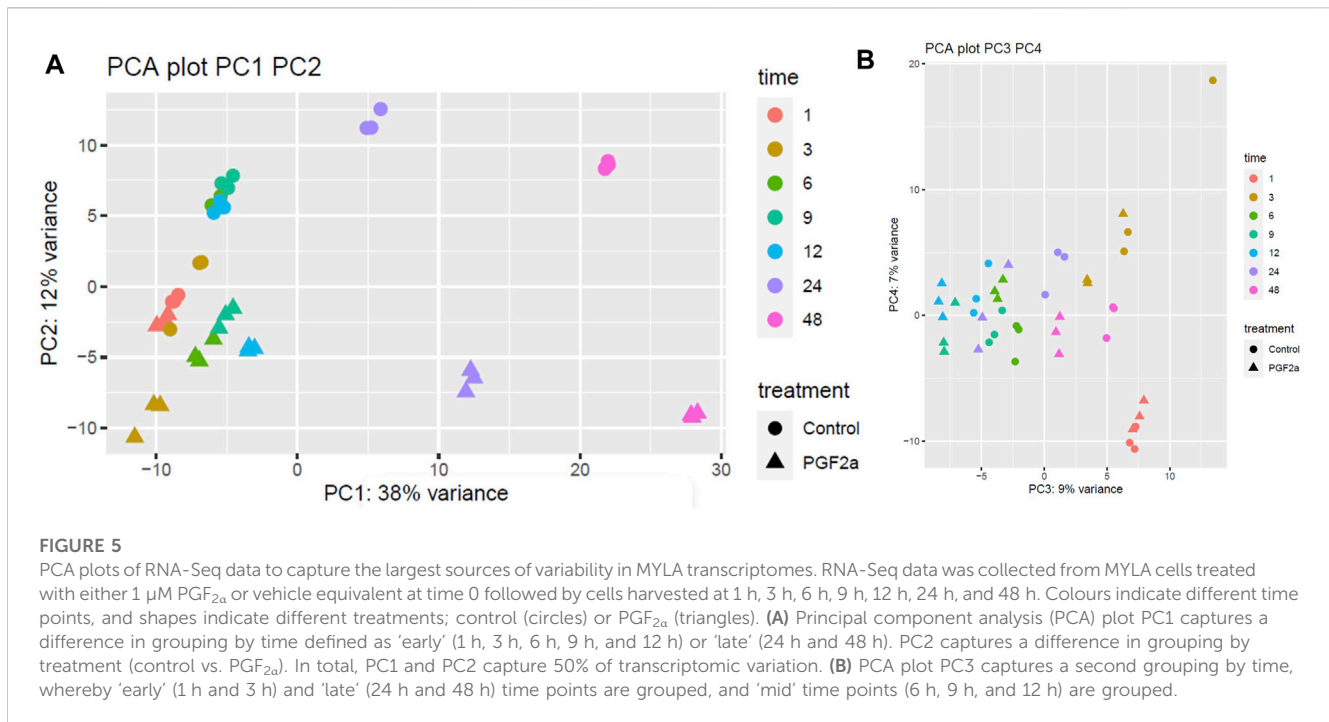 A
PCA plot PC1 PC2
10
5
0
−5
−10
−10
0
10
20
30
PC2: 12% variance
PC1: 38% variance
time
1
3
6
9
12
24
48
treatment
Control
PGF2a
B
PCA plot PC3 PC4
20
10
0
−10
−5
0
5
10
PC4: 7% variance
PC3: 9% variance
time
1
3
6
9
12
24
48
treatment
Control
PGF2a
FIGURE 5
PCA plots of RNA-Seq data to capture the largest sources of variability in MYLA transcriptomes. RNA-Seq data was collected from MYLA cells treated
with either 1 µM PGF2α or vehicle equivalent at time 0 followed by cells harvested at 1 h, 3 h, 6 h, 9 h, 12 h, 24 h, and 48 h. Colours indicate different time
points, and shapes indicate different treatments; control (circles) or PGF2α (triangles). (A) Principal component analysis (PCA) plot PC1 captures a
difference in grouping by time defined as ‘early’ (1 h, 3 h, 6 h, 9 h, and 12 h) or ‘late’ (24 h and 48 h). PC2 captures a difference in grouping by
treatment (control vs. PGF2α). In total, PC1 and PC2 capture 50% of transcriptomic variation. (B) PCA plot PC3 captures a second grouping by time,
whereby ‘early’ (1 h and 3 h) and ‘late’ (24 h and 48 h) time points are grouped, and ‘mid’ time points (6 h, 9 h, and 12 h) are grouped.